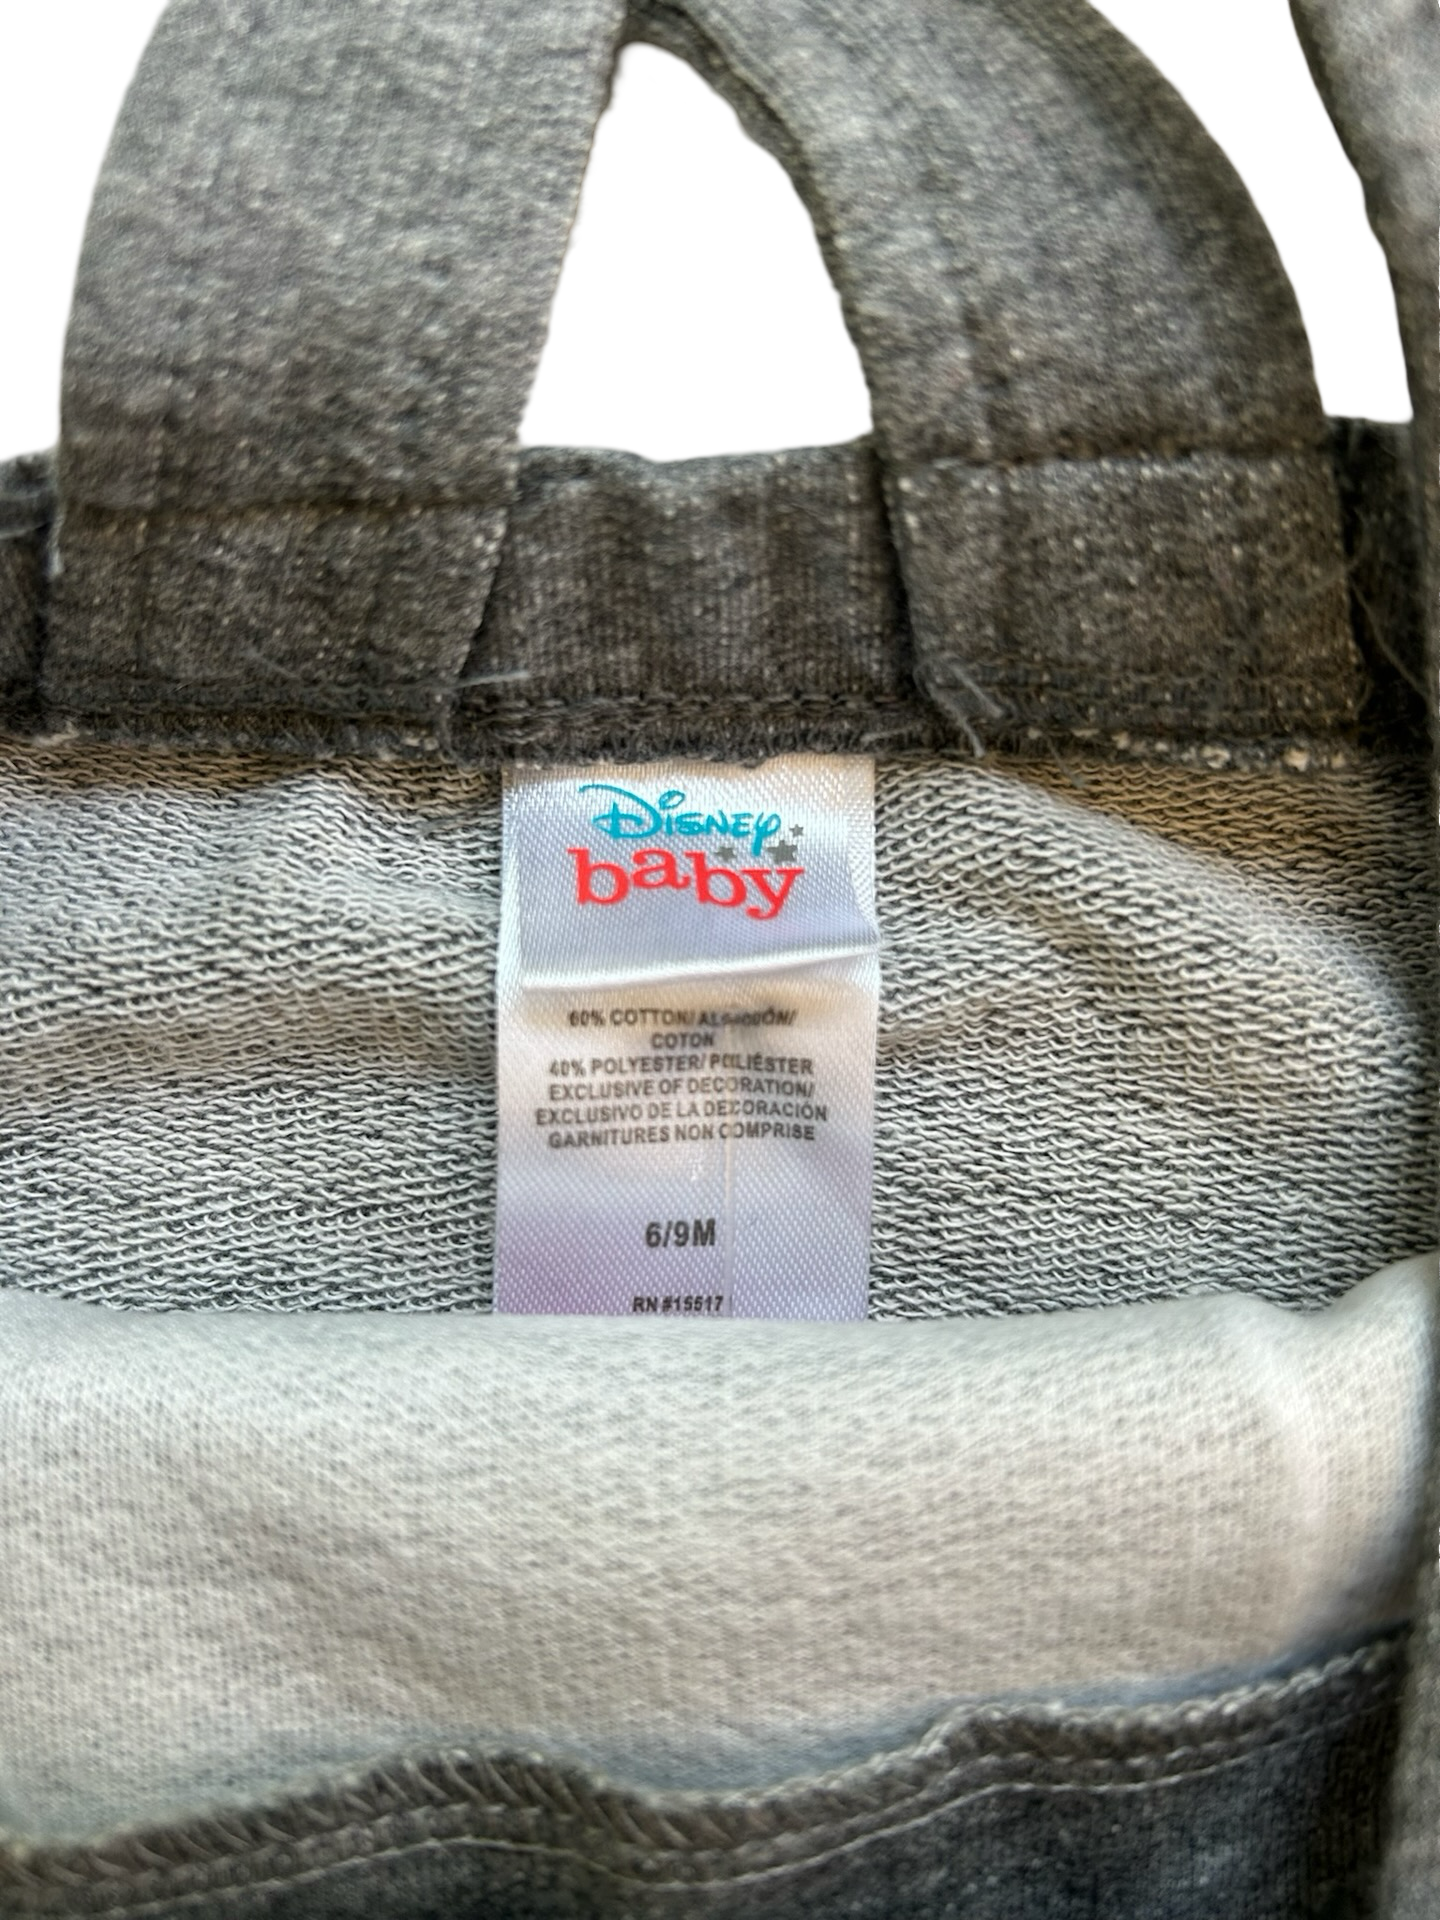 Disney
baby
60% COTTON/ ALGODÓN/
COTON
40% POLYESTER/ POLIÉSTER
EXCLUSIVE OF DECORATION/
EXCLUSIVO DE LA DECORACIÓN
GARNITURES NON COMPRISE
6/9M
RN #15517